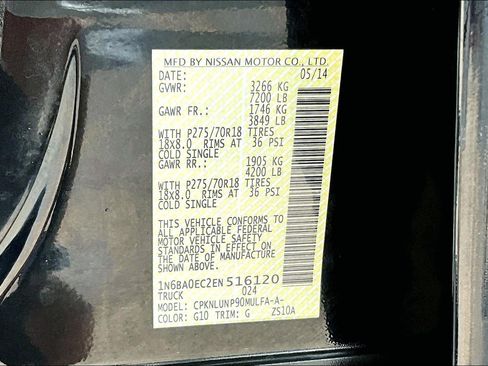 MFD BY NISSAN MOTOR CO., LTD.
DATE: 05/14
GVWR: 3266 KG
7200 LB
GAWR FR.: 1746 KG
3849 LB
WITH P275/70R18 TIRES
18x8.0 RIMS AT 36 PSI
COLD SINGLE
GAWR RR.: 1905 KG
4200 LB
WITH P275/70R18 TIRES
18x8.0 RIMS AT 36 PSI
COLD SINGLE
THIS VEHICLE CONFORMS TO
ALL APPLICABLE FEDERAL
MOTOR VEHICLE SAFETY
STANDARDS IN EFFECT ON
THE DATE OF MANUFACTURE
SHOWN ABOVE.
1N6BA0EC2EN516120
TRUCK 024
MODEL: CPKNLUNP90MULFA-A-
COLOR: G10 TRIM: G ZS10A